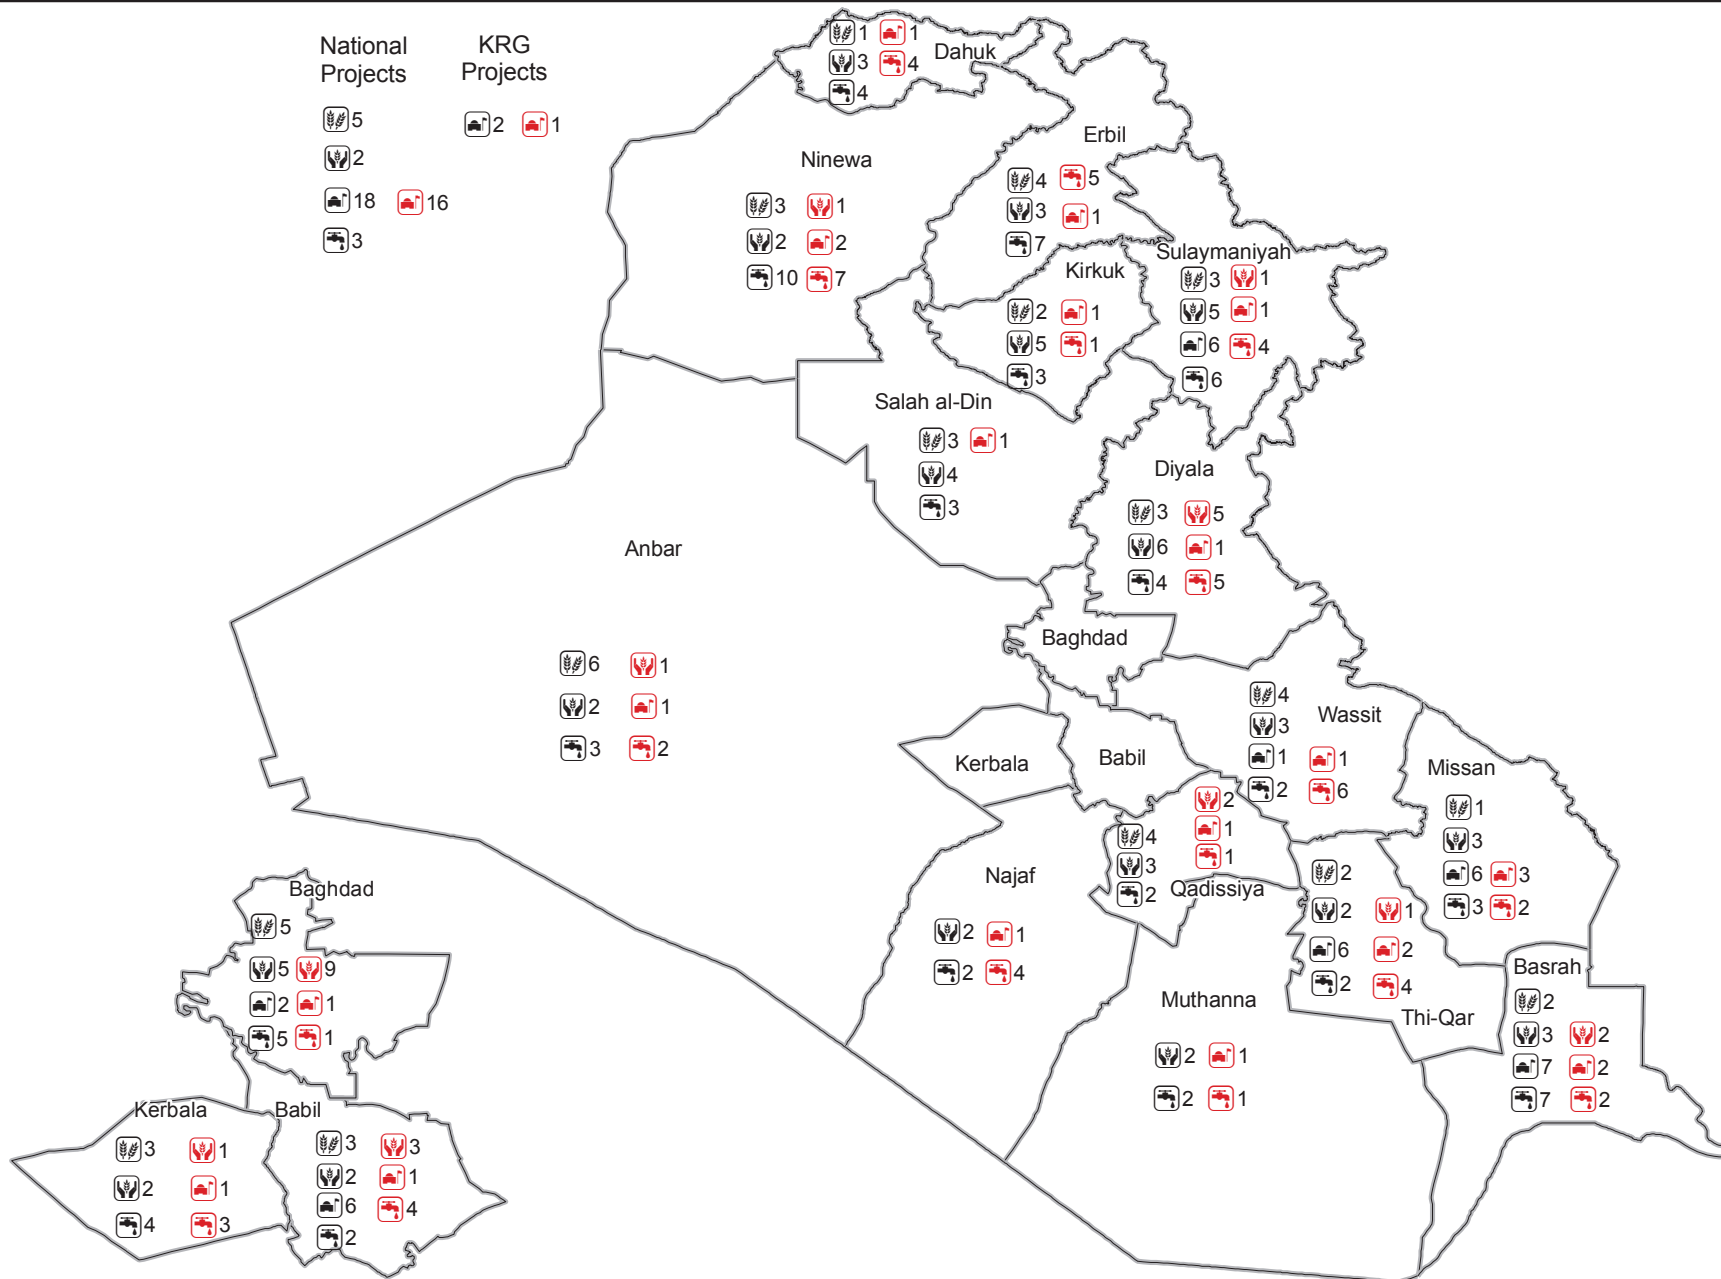 National
Projects
5
2
18 16
3
KRG
Projects
2 1
1 1
Dahuk
3 4
4
Ninewa
3 1
2 2
10 7
Erbil
4 5
3 1
7
Sulaymaniyah
3 1
5 1
6 4
6
Kirkuk
2 1
5 1
3
Salah al-Din
3 1
4
3
Diyala
3 5
6 1
4 5
Anbar
6 1
2 1
3 2
Baghdad
Kerbala
Babil
Wassit
4
3
1 1
2 6
Missan
1
3
6 3
3 2
2
4 1
3 1
2
Qadissiya
Najaf
2 1
2 4
2
2 1
6 2
2 4
Thi-Qar
Muthanna
2 1
2 1
Basrah
2
3 2
7 2
7 2
Baghdad
5
5 9
2 1
5 1
Kerbala
3 1
2 1
4 3
Babil
3 3
2 1
6 4
2